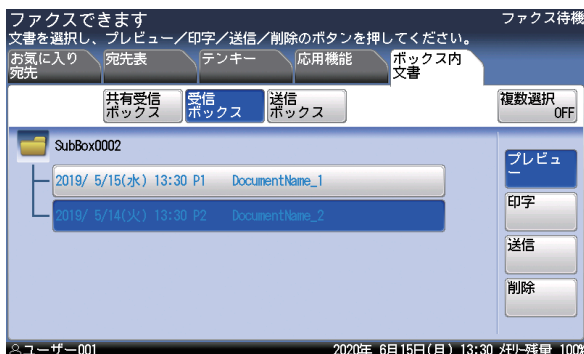 ファクスできます
ファクス待機
文書を選択し、プレビュー／印字／送信／削除のボタンを押してください。
お気に入り
宛先
宛先表
テンキー
応用機能
ボックス内
文書
共有受信
ボックス
受信
ボックス
送信
ボックス
複数選択
OFF
SubBox0002
2019/ 5/15(水) 13:30 P1 DocumentName_1
2019/ 5/14(火) 13:30 P2 DocumentName_2
プレビュ
ー
印字
送信
削除
ユーザー001
2020年 6月15日(月) 13:30 ﾒﾓﾘｰ残量 100%